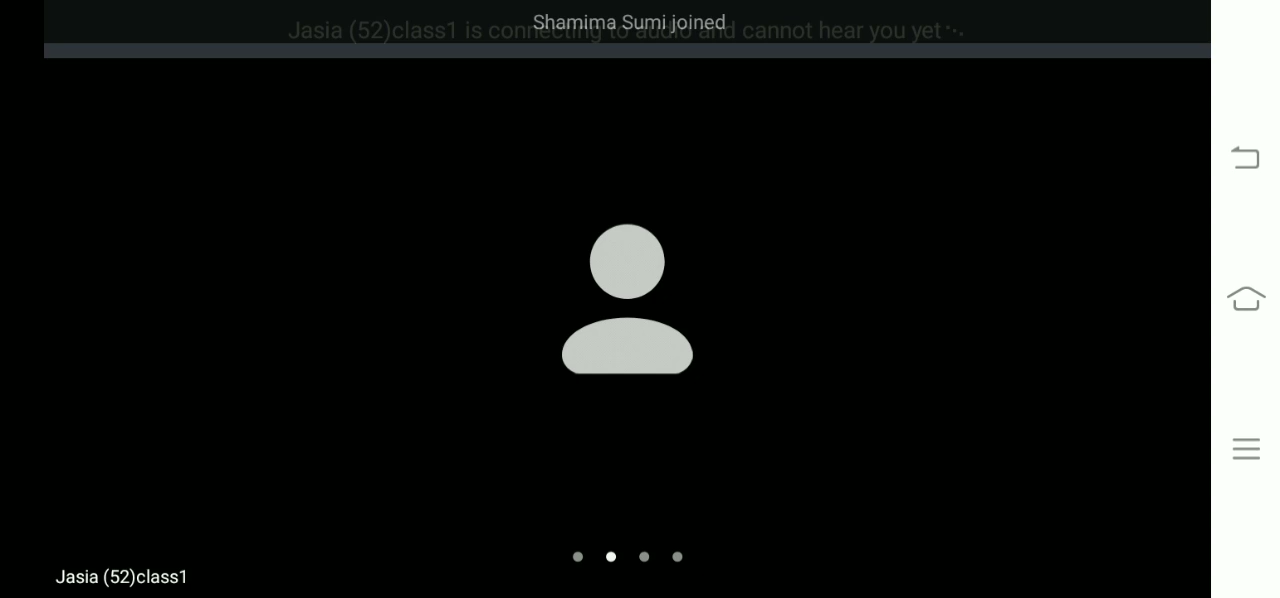 Shamima Sumi joined
Jasia (52)class1 is connecting to audio and cannot hear you yet
Jasia (52)class1